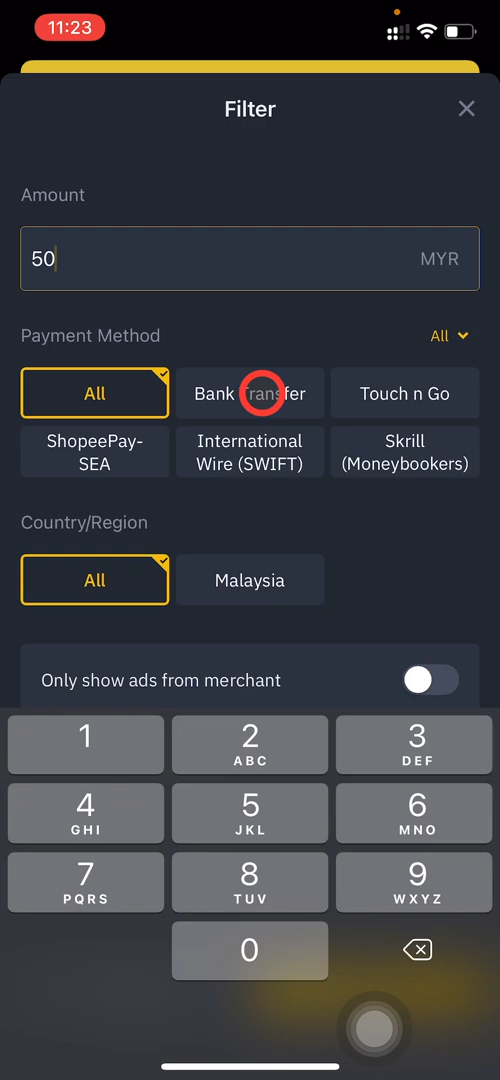 11:23
Filter
Amount
50 MYR
Payment Method All
All Bank Transfer Touch n Go
ShopeePay-
SEA
International
Wire (SWIFT)
Skrill
(Moneybookers)
Country/Region
All Malaysia
Only show ads from merchant
1 2 3
ABC DEF
4 5 6
GHI JKL MNO
7 8 9
PQRS TUV WXYZ
0